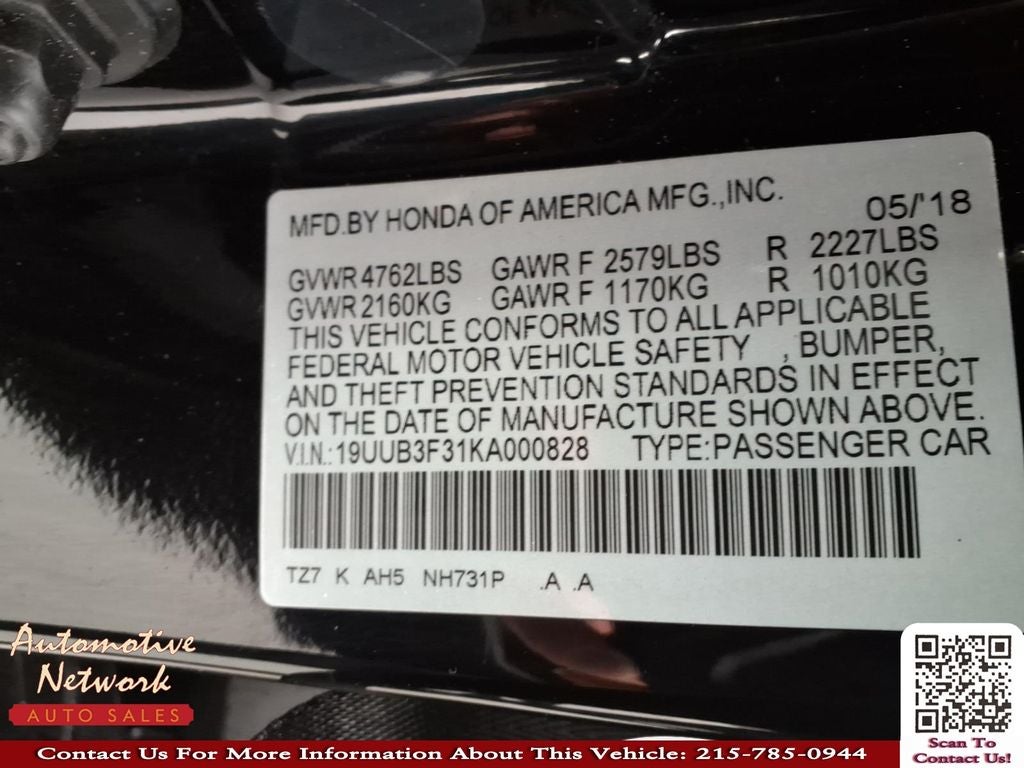 MFD.BY HONDA OF AMERICA MFG.,INC.
05/'18
GVWR 4762LBS GAWR F 2579LBS R 2227LBS
GVWR 2160KG GAWR F 1170KG R 1010KG
THIS VEHICLE CONFORMS TO ALL APPLICABLE
FEDERAL MOTOR VEHICLE SAFETY , BUMPER,
AND THEFT PREVENTION STANDARDS IN EFFECT
ON THE DATE OF MANUFACTURE SHOWN ABOVE.
V.I.N.:19UUB3F31KA000828 TYPE:PASSENGER CAR
TZ7 K AH5 NH731P .A .A
Automotive
Network
AUTO SALES
Contact Us For More Information About This Vehicle: 215-785-0944
Scan To
Contact Us!